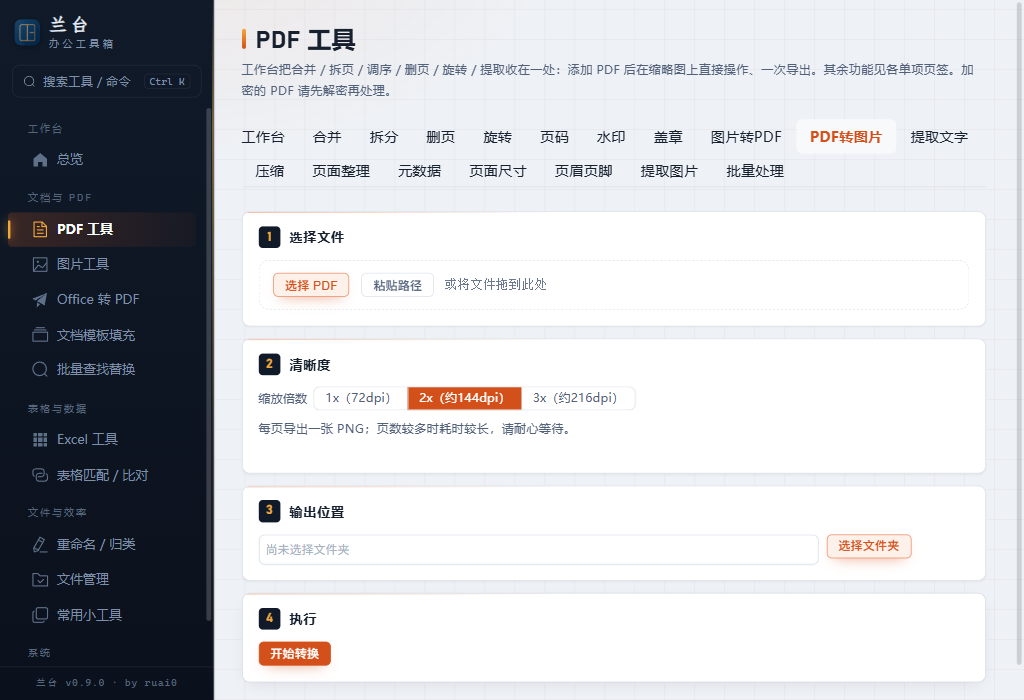 兰台
办公工具箱
搜索工具 / 命令 Ctrl K
工作台
总览
文档与 PDF
PDF 工具
图片工具
Office 转 PDF
文档模板填充
批量查找替换
表格与数据
Excel 工具
表格匹配 / 比对
文件与效率
重命名 / 归类
文件管理
常用小工具
系统
兰台 v0.9.0 · by ruai0
PDF 工具
工作台把合并 / 拆页 / 调序 / 删页 / 旋转 / 提取收在一处：添加 PDF 后在缩略图上直接操作、一次导出。其余功能见各单项页签。加
密的 PDF 请先解密再处理。
工作台 合并 拆分 删页 旋转 页码 水印 盖章 图片转PDF PDF转图片 提取文字
压缩 页面整理 元数据 页面尺寸 页眉页脚 提取图片 批量处理
1 选择文件
选择 PDF 粘贴路径 或将文件拖到此处
2 清晰度
缩放倍数 1x（72dpi） 2x（约144dpi） 3x（约216dpi）
每页导出一张 PNG；页数较多时耗时较长，请耐心等待。
3 输出位置
尚未选择文件夹 选择文件夹
4 执行
开始转换